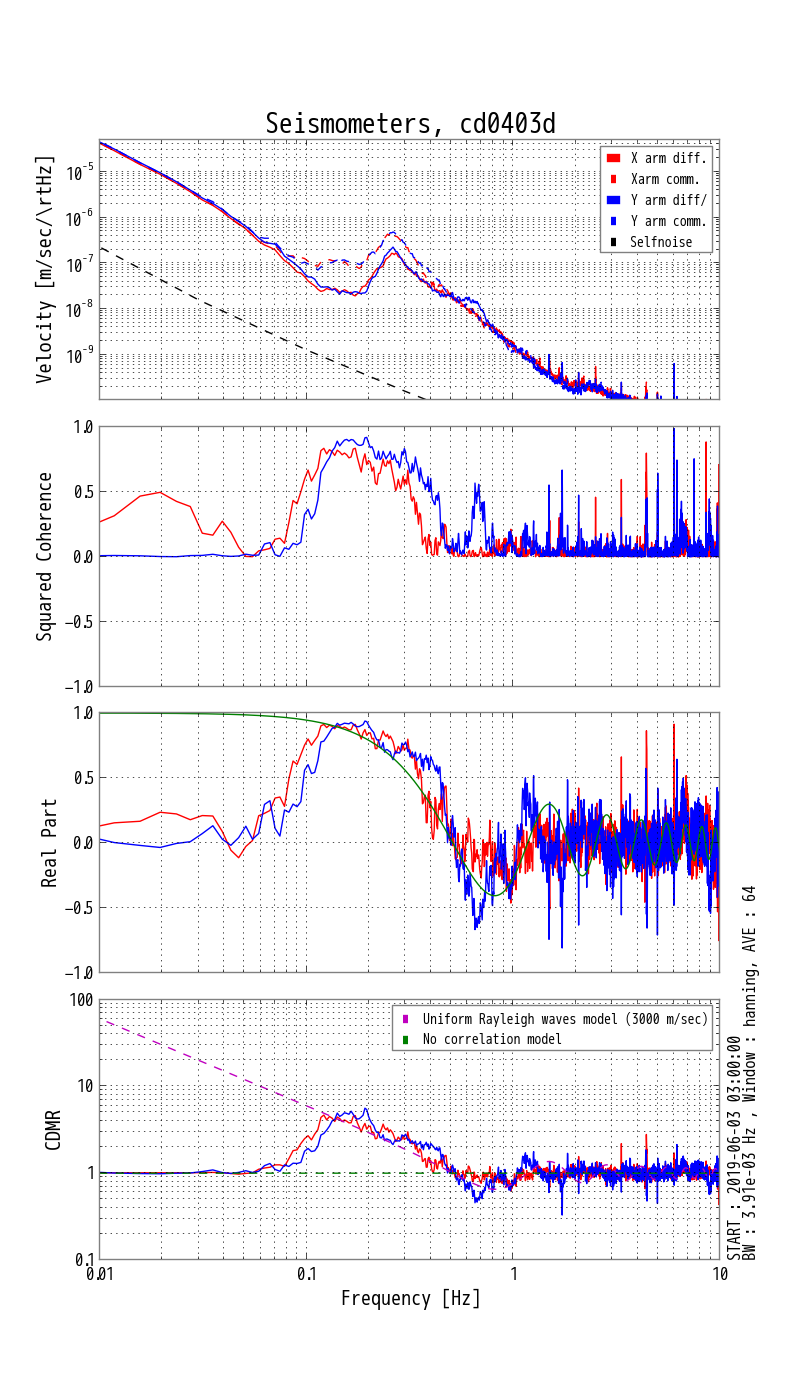 Seismometers, cd0403d
Velocity [m/sec/\rtHz]
10^-5
10^-6
10^-7
10^-8
10^-9
X arm diff.
Xarm comm.
Y arm diff/
Y arm comm.
Selfnoise
Squared Coherence
1.0
0.5
0.0
−0.5
−1.0
Real Part
1.0
0.5
0.0
−0.5
−1.0
CDMR
100
10
1
0.1
Uniform Rayleigh waves model (3000 m/sec)
No correlation model
0.01 0.1 1 10
Frequency [Hz]
START : 2019-06-03 03:00:00
BW : 3.91e-03 Hz , Window : hanning, AVE : 64